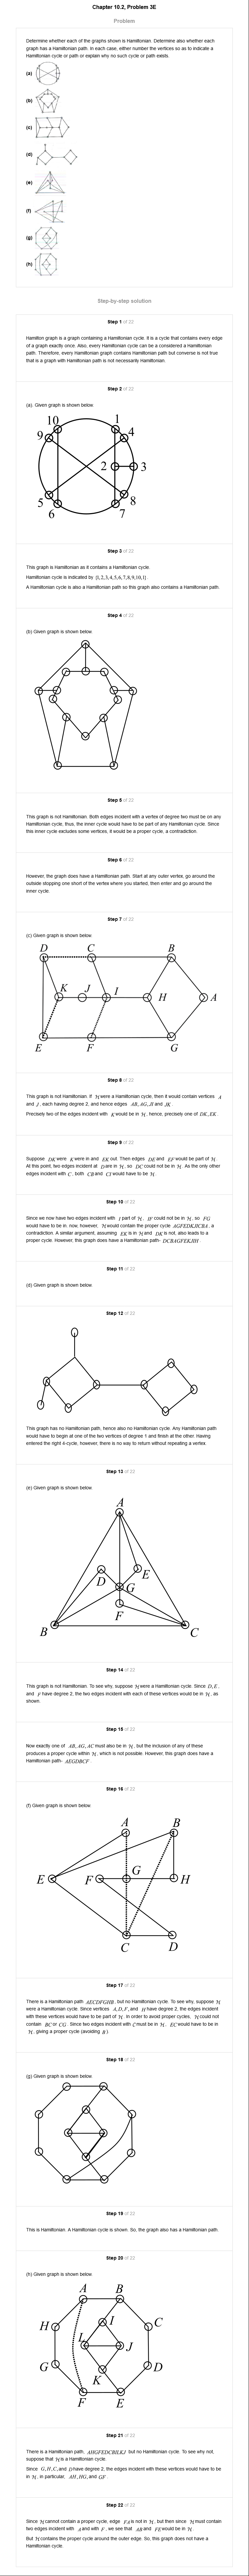 Chapter 10.2, Problem 3E
Problem
Determine whether each of the graphs shown is Hamiltonian. Determine also whether each
graph has a Hamiltonian path. In each case, either number the vertices so as to indicate a
Hamiltonian cycle or path or explain why no such cycle or path exists.
(a)
(b)
(c)
(d)
(e)
(f)
(g)
(h)
Step-by-step solution
Step 1 of 22
Hamilton graph is a graph containing a Hamiltonian cycle. It is a cycle that contains every edge
of a graph exactly once. Also, every Hamiltonian cycle can be a considered a Hamiltonian
path. Therefore, every Hamiltonian graph contains Hamiltonian path but converse is not true
that is a graph with Hamiltonian path is not necessarily Hamiltonian.
Step 2 of 22
(a). Given graph is shown below.
10 1
9 4
2 3
5 8
6 7
Step 3 of 22
This graph is Hamiltonian as it contains a Hamiltonian cycle.
Hamiltonian cycle is indicated by {1,2,3,4,5,6,7,8,9,10,1}.
A Hamiltonian cycle is also a Hamiltonian path so this graph also contains a Hamiltonian path.
Step 4 of 22
(b) Given graph is shown below
Step 5 of 22
This graph is not Hamiltonian. Both edges incident with a vertex of degree two must be on any
Hamiltonian cycle, thus, the inner cycle would have to be part of any Hamiltonian cycle. Since
this inner cycle excludes some vertices, it would be a proper cycle, a contradiction.
Step 6 of 22
However, the graph does have a Hamiltonian path. Start at any outer vertex, go around the
outside stopping one short of the vertex where you started, then enter and go around the
inner cycle.
Step 7 of 22
(c) Given graph is shown below.
D C B
K J I H A
E F G
Step 8 of 22
This graph is not Hamiltonian. If ℋ were a Hamiltonian cycle, then it would contain vertices A
and J, each having degree 2, and hence edges AB, AG, JI and JK.
Precisely two of the edges incident with K would be in ℋ, hence, precisely one of DK, EK.
Step 9 of 22
Suppose DK were ℋ were in and EK out. Then edges DE and EF would be part of ℋ.
At this point, two edges incident at D are in ℋ, so DC could not be in ℋ. As the only other
edges incident with C, both CB and CI would have to be ℋ.
Step 10 of 22
Since we now have two edges incident with I part of ℋ, IF could not be in ℋ, so FG
would have to be in now, however, ℋ would contain the proper cycle AGFEDKJICBA, a
contradiction. A similar argument, assuming EK is in ℋ and DK is not, also leads to a
proper cycle. However, this graph does have a Hamiltonian path- DCBAGFEKJIH
Step 11 of 22
(d) Given graph is shown below.
Step 12 of 22
This graph has no Hamiltonian path, hence also no Hamiltonian cycle. Any Hamiltonian path
would have to begin at one of the two vertices of degree 1 and finish at the other. Having
entered the right 4-cycle, however, there is no way to return without repeating a vertex.
Step 13 of 22
(e) Given graph is shown below.
A
D E
G
F
B C
Step 14 of 22
This graph is not Hamiltonian. To see why, suppose ℋ were a Hamiltonian cycle. Since D, E,
and F have degree 2, the two edges incident with each of these vertices would be in ℋ, as
shown.
Step 15 of 22
Now exactly one of AB, AG, AC must also be in ℋ, but the inclusion of any of these
produces a proper cycle within ℋ, which is not possible. However, this graph does have a
Hamiltonian path- AEGDBCF
Step 16 of 22
(f) Given graph is shown below.
A B
E F G H
C D
Step 17 of 22
There is a Hamiltonian path AECDFGHB, but no Hamiltonian cycle. To see why, suppose ℋ
were a Hamiltonian cycle. Since vertices A, D, F, and H have degree 2, the edges incident
with these vertices would have to be part of ℋ. In order to avoid proper cycles, ℋ could not
contain BC or CG. Since two edges incident with C must be in ℋ, EC would have to be in
ℋ, giving a proper cycle (avoiding B).
Step 18 of 22
(g) Given graph is shown below.
Step 19 of 22
This is Hamiltonian. A Hamiltonian cycle is shown. So, the graph also has a Hamiltonian path.
Step 20 of 22
(h) Given graph is shown below.
A B
H I C
L J
G K D
F E
Step 21 of 22
There is a Hamiltonian path, AHGFEDCBILKJ but no Hamiltonian cycle. To see why not,
suppose that ℋ is a Hamiltonian cycle.
Since G, H, C, and D have degree 2, the edges incident with these vertices would have to be
in ℋ, in particular, AH, HG, and GF.
Step 22 of 22
Since ℋ cannot contain a proper cycle, edge FA is not in ℋ, but then since ℋ must contain
two edges incident with A and with F, we see that AB and FE would be in ℋ.
But ℋ contains the proper cycle around the outer edge. So, this graph does not have a
Hamiltonian cycle.